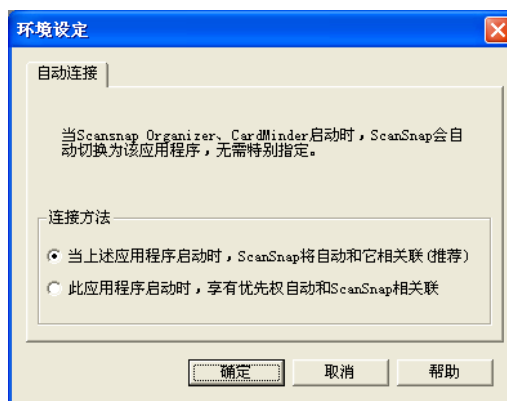 环境设定
自动连接
当Scansnap Organizer、CardMinder启动时，ScanSnap会自
动切换为该应用程序，无需特别指定。
连接方法
当上述应用程序启动时，ScanSnap将自动和它相关联(推荐)
此应用程序启动时，享有优先权自动和ScanSnap相关联
确定
取消
帮助